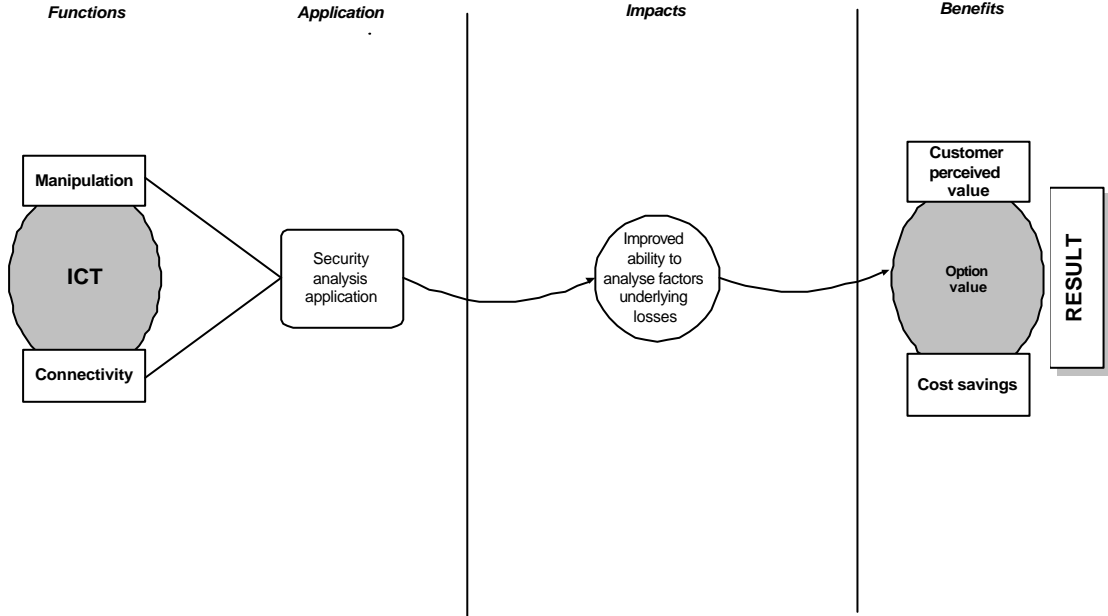 Functions
Application
.
Impacts
Benefits
Manipulation
ICT
Connectivity
Security
analysis
application
Improved
ability to
analyse factors
underlying
losses
Customer
perceived
value
Option
value
Cost savings
RESULT